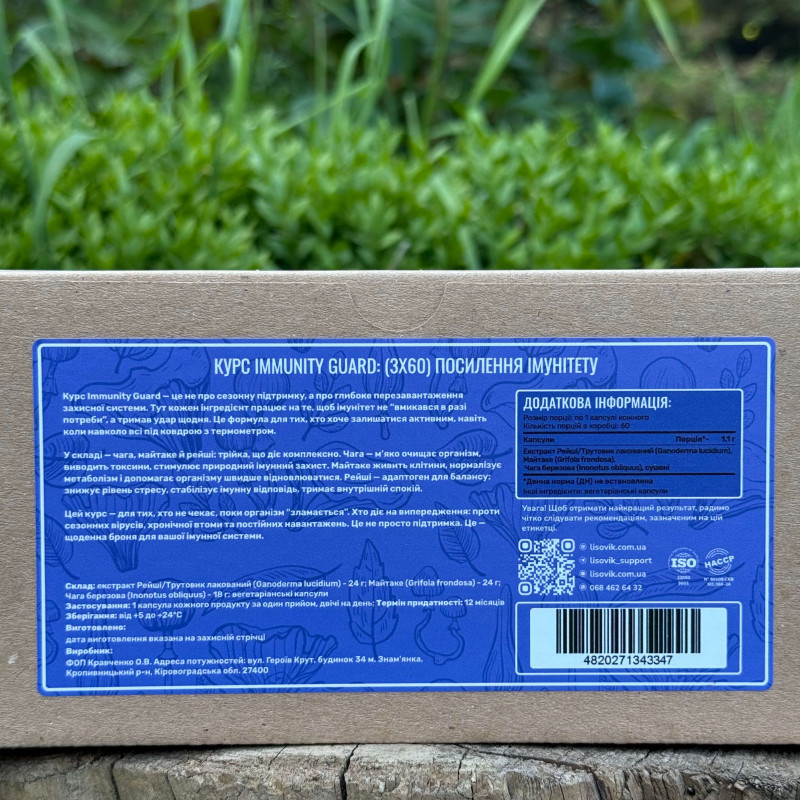 КУРС IMMUNITY GUARD: (3X60) ПОСИЛЕННЯ ІМУНІТЕТУ
Курс Immunity Guard – це не про сезонну підтримку, а про глибоке перезавантаження
захисної системи. Тут кожен інгредієнт працює на те, щоб імунітет не "вмикався в разі
потреби", а тримав удар щодня. Це формула для тих, хто хоче залишатися активним, навіть
коли навколо всі під ковдрою з термометром.
У складі – чага, майтаке й рейші: трійка, що діє комплексно. Чага – м'яко очищає організм,
виводить токсини, стимулює природний імунний захист. Майтаке живить клітини, нормалізує
метаболізм і допомагає організму швидше відновлюватися. Рейші – адаптоген для балансу:
знижує рівень стресу, стабілізує імунну відповідь, тримає внутрішній спокій.
Цей курс – для тих, хто не чекає, поки організм "зламається". Хто діє на випередження: проти
сезонних вірусів, хронічної втоми та постійних навантажень. Це не просто підтримка. Це –
щоденна броня для вашої імунної системи.
Склад: екстракт Рейші/Трутовик лакований (Ganoderma lucidium) - 24 г; Майтаке (Grifola frondosa) - 24 г;
Чага березова (Inonotus obliquus) - 18 г: вегетаріанські капсули
Застосування: 1 капсула кожного продукту за один прийом, двічі на день: Термін придатності: 12 місяців
Зберігання: від +5 до +24°С
Виготовлено:
дата виготовлення вказана на захисній стрічці
Виробник:
ФОП Кравченко О.В. Адреса потужностей: вул. Героїв Крут. будинок 34 м. Знам'янка.
Кропивницький р-н, Кіровоградська обл. 27400
ДОДАТКОВА ІНФОРМАЦІЯ:
Розмір порції: по 1 капсулі кожного
Кількість порцій в коробці: 60
Капсули Порція*- 1,1 г
Екстракт Рейші/Трутовик лакований (Ganoderma lucidium),
Майтаке (Grifola frondosa),
Чага березова (Inonotus obliquus), сушені
*Денна норма (ДН) не встановлена
Інші інгредієнти: вегетаріанські капсули
Увага! Щоб отримати найкращий результат, радимо
чітко слідувати рекомендаціям, зазначеним на цій
етикетці.
lisovik.com.ua
lisovik_support
lisovik.com.ua
068 462 64 32
ISO
HACCP
4820271343347